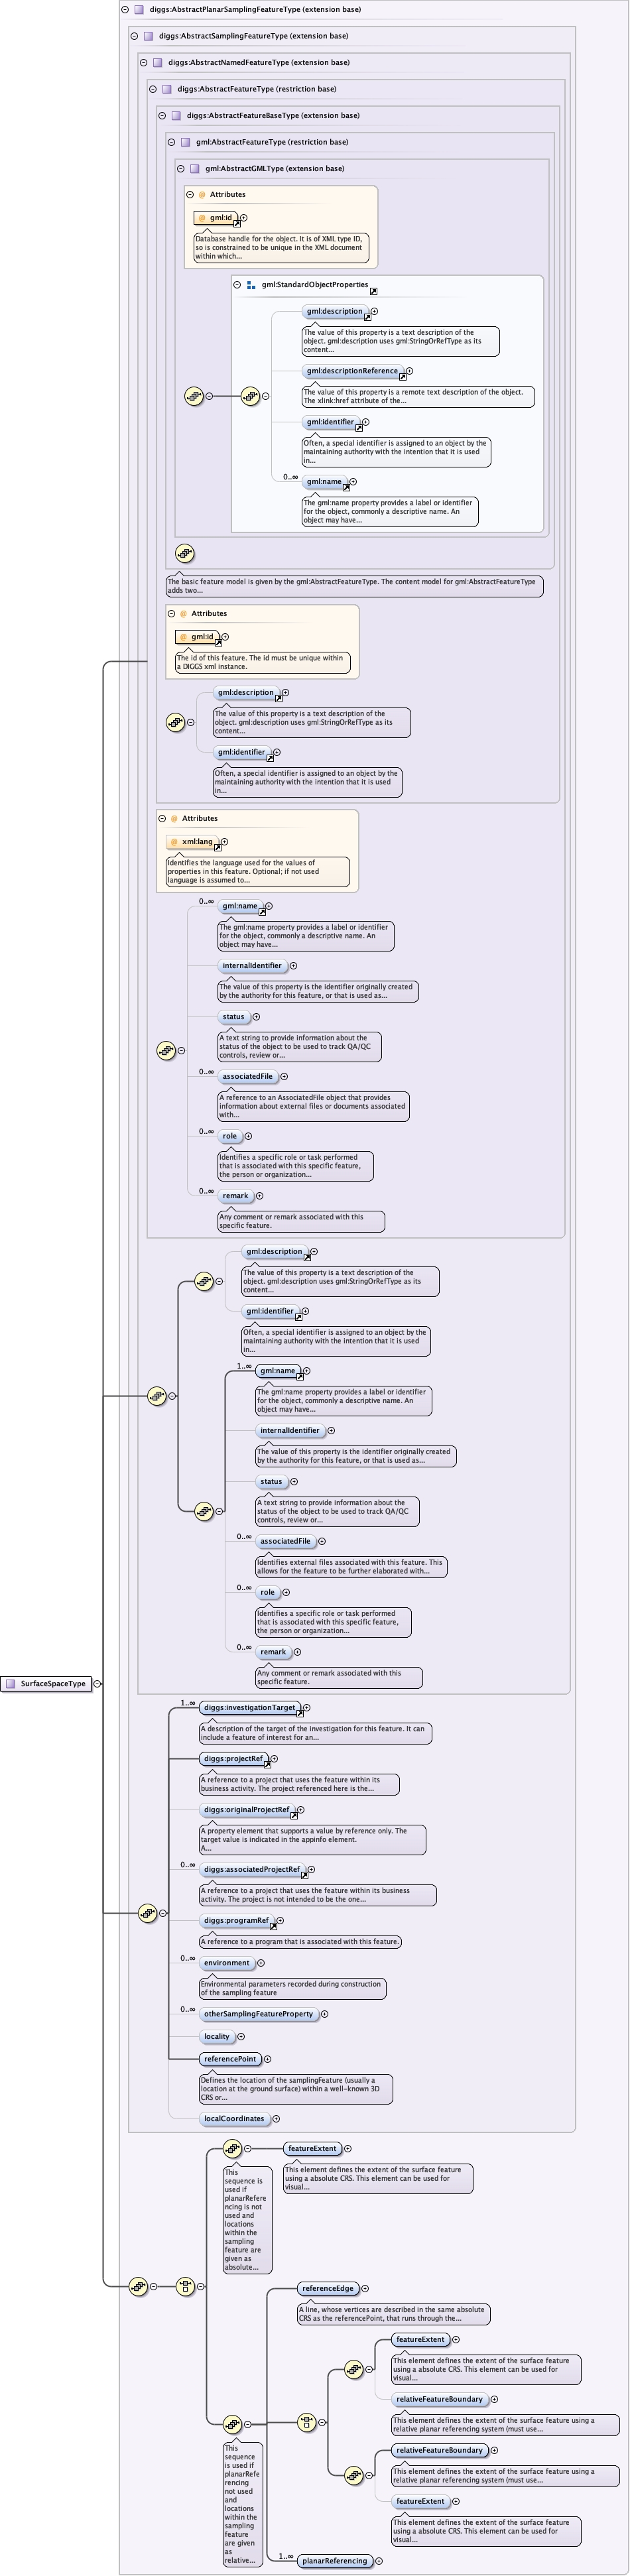 diggs:AbstractPlanarSamplingFeatureType (extension base)
diggs:AbstractSamplingFeatureType (extension base)
diggs:AbstractNamedFeatureType (extension base)
diggs:AbstractFeatureType (restriction base)
diggs:AbstractFeatureBaseType (extension base)
gml:AbstractFeatureType (restriction base)
gml:AbstractGMLType (extension base)
@ Attributes
@ gml:id
Database handle for the object. It is of XML type ID,
so is constrained to be unique in the XML document
within which...
gml:StandardObjectProperties
gml:description
The value of this property is a text description of the
object. gml:description uses gml:StringOrRefType as its
content...
gml:descriptionReference
The value of this property is a remote text description of the object.
The xlink:href attribute of the...
gml:identifier
Often, a special identifier is assigned to an object by the
maintaining authority with the intention that it is used
in...
0..∞
gml:name
The gml:name property provides a label or identifier
for the object, commonly a descriptive name. An
object may have...
The basic feature model is given by the gml:AbstractFeatureType. The content model for gml:AbstractFeatureType
adds two...
@ Attributes
@ gml:id
The id of this feature. The id must be unique within
a DIGGS xml instance.
gml:description
The value of this property is a text description of the
object. gml:description uses gml:StringOrRefType as its
content...
gml:identifier
Often, a special identifier is assigned to an object by the
maintaining authority with the intention that it is used
in...
@ Attributes
@ xml:lang
Identifies the language used for the values of
properties in this feature. Optional; if not used
language is assumed to...
0..∞
gml:name
The gml:name property provides a label or identifier
for the object, commonly a descriptive name. An
object may have...
internalIdentifier
The value of this property is the identifier originally created
by the authority for this feature, or that is used as...
status
A text string to provide information about the
status of the object to be used to track QA/QC
controls, review or...
0..∞
associatedFile
A reference to an AssociatedFile object that provides
information about external files or documents associated
with...
0..∞
role
Identifies a specific role or task performed
that is associated with this specific feature,
the person or organization...
0..∞
remark
Any comment or remark associated with this
specific feature.
gml:description
The value of this property is a text description of the
object. gml:description uses gml:StringOrRefType as its
content...
gml:identifier
Often, a special identifier is assigned to an object by the
maintaining authority with the intention that it is used
in...
1..∞
gml:name
The gml:name property provides a label or identifier
for the object, commonly a descriptive name. An
object may have...
internalIdentifier
The value of this property is the identifier originally created
by the authority for this feature, or that is used as...
status
A text string to provide information about the
status of the object to be used to track QA/QC
controls, review or...
0..∞
associatedFile
Identifies external files associated with this feature. This
allows for the feature to be further elaborated with...
0..∞
role
Identifies a specific role or task performed
that is associated with this specific feature,
the person or organization...
0..∞
remark
Any comment or remark associated with this
specific feature.
SurfaceSpaceType
1..∞
diggs:investigationTarget
A description of the target of the investigation for this feature. It can
include a feature of interest for an...
diggs:projectRef
A reference to a project that uses the feature within its
business activity. The project referenced here is the...
diggs:originalProjectRef
A property element that supports a value by reference only. The
target value is indicated in the appinfo element.
A...
0..∞
diggs:associatedProjectRef
A reference to a project that uses the feature within its business
activity. The project is not intended to be the one...
diggs:programRef
A reference to a program that is associated with this feature.
0..∞
environment
Environmental parameters recorded during construction
of the sampling feature
0..∞
otherSamplingFeatureProperty
locality
referencePoint
Defines the location of the samplingFeature (usually a
location at the ground surface) within a well-known 3D
CRS or...
localCoordinates
featureExtent
This element defines the extent of the surface feature
using a absolute CRS. This element can be used for
visual...
This
sequence is
used if
planarRefere
ncing is not
used and
locations
within the
sampling
feature are
given as
absolute...
referenceEdge
A line, whose vertices are described in the same absolute
CRS as the referencePoint, that runs through the...
featureExtent
This element defines the extent of the surface feature
using a absolute CRS. This element can be used for
visual...
relativeFeatureBoundary
This element defines the extent of the surface feature using a
relative planar referencing system (must use...
relativeFeatureBoundary
This element defines the extent of the surface feature using a
relative planar referencing system (must use...
featureExtent
This element defines the extent of the surface feature
using a absolute CRS. This element can be used for
visual...
This
sequence
is used if
planarRefe
rencing
not used
and
locations
within the
sampling
feature
are given
as
relative...
1..∞
planarReferencing